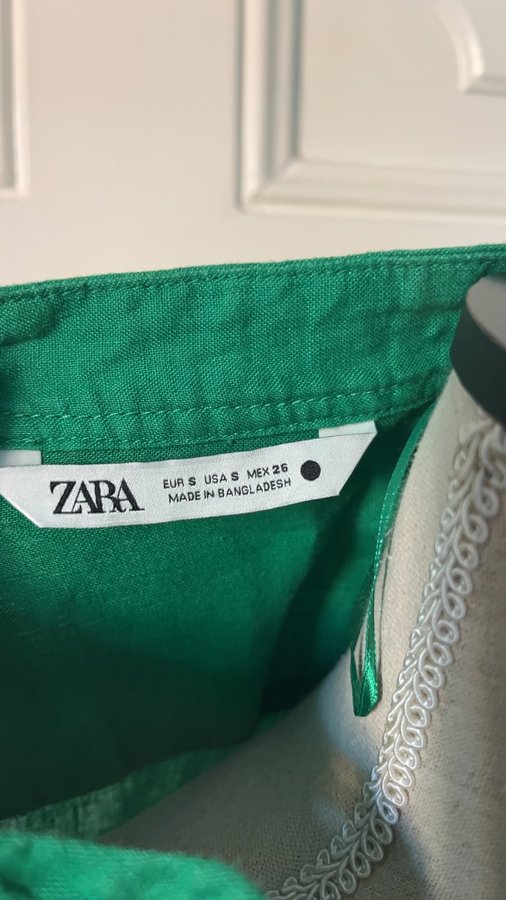 ZARA
EUR S USA S MEX 26
MADE IN BANGLADESH